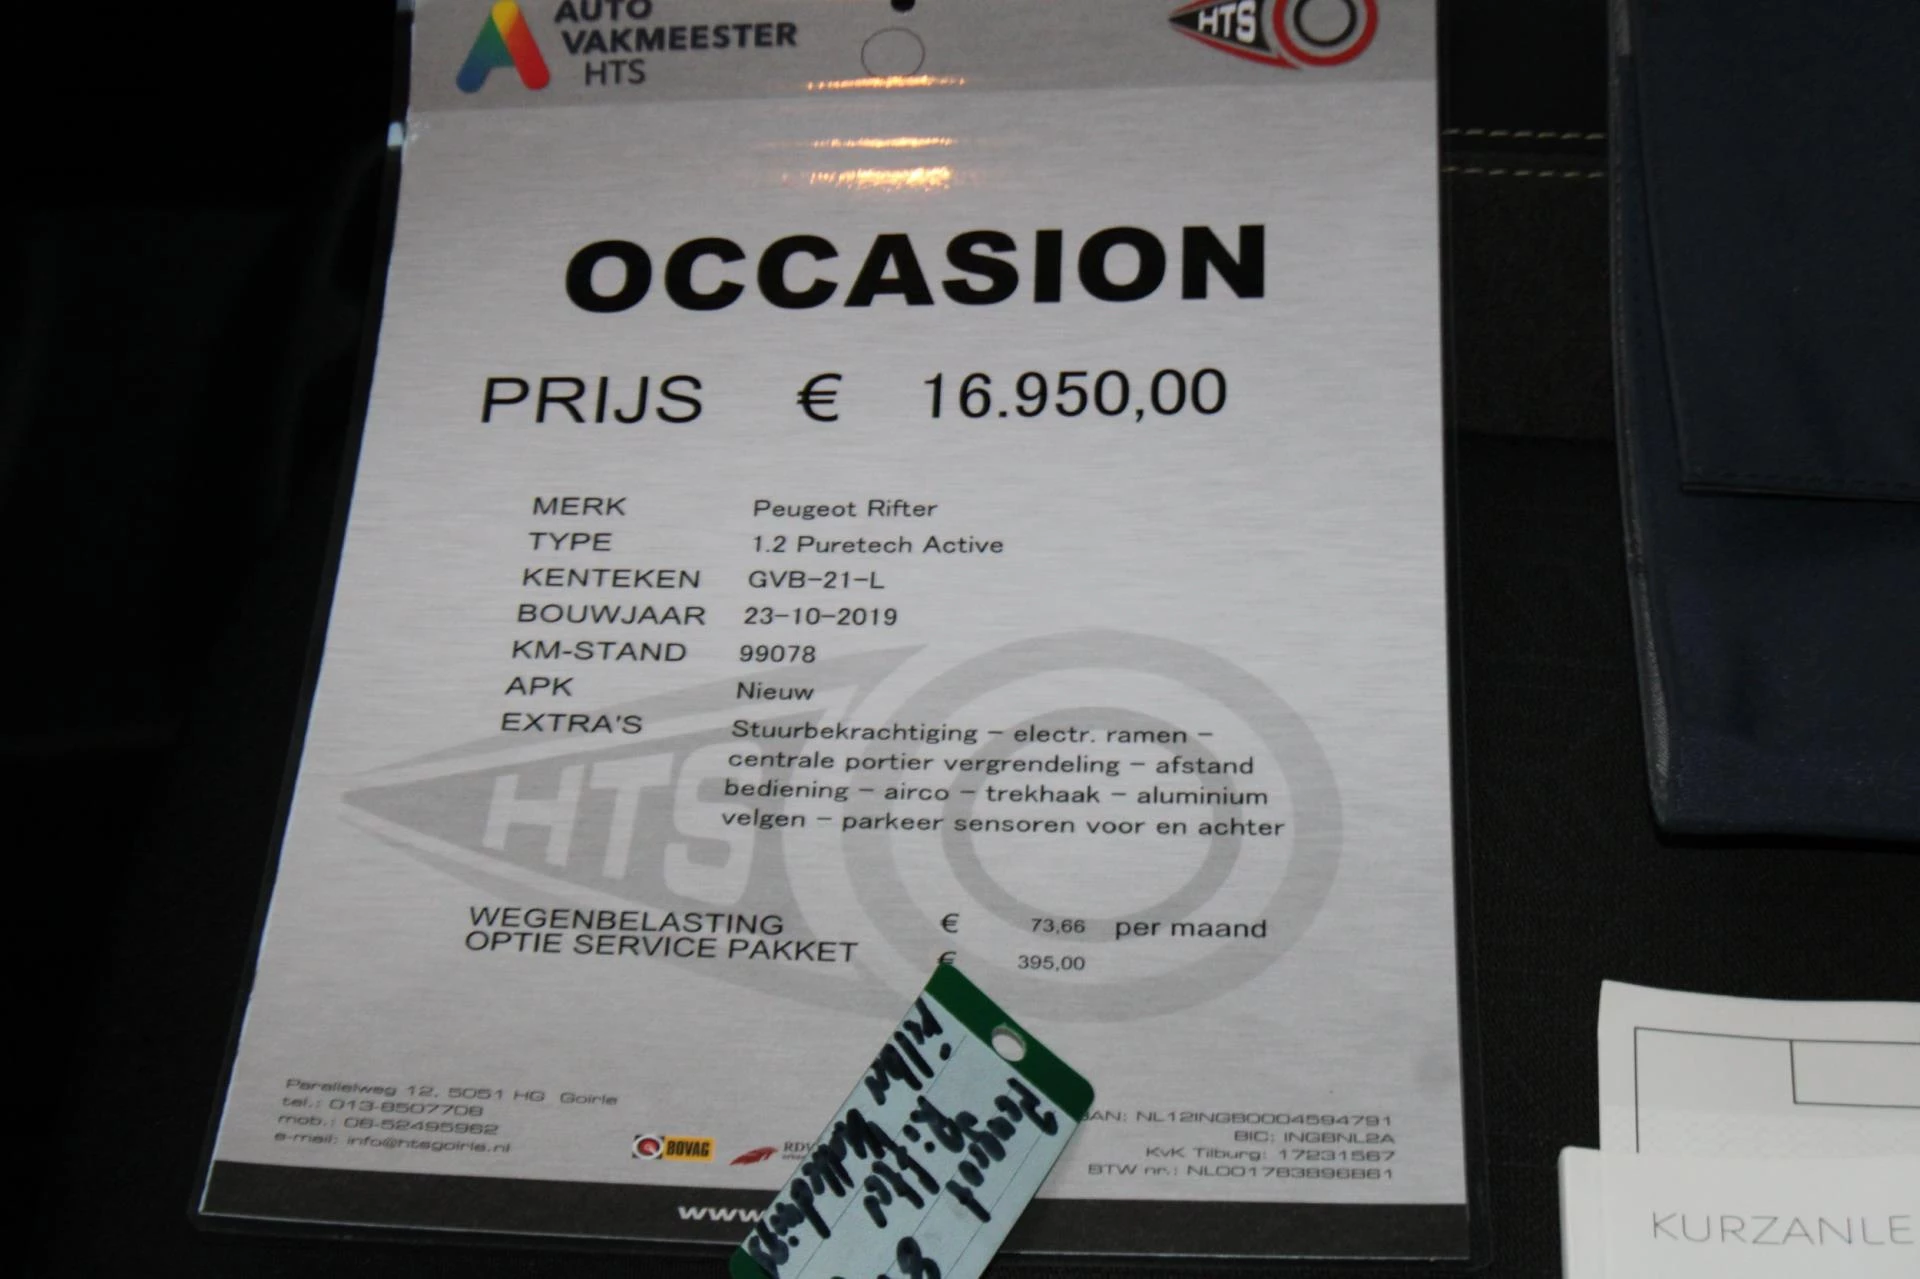 AUTO
VAKMEESTER
HTS
HTS
OCCASION
PRIJS € 16.950,00
MERK Peugeot Rifter
TYPE 1.2 Puretech Active
KENTEKEN GVB-21-L
BOUWJAAR 23-10-2019
KM-STAND 99078
APK Nieuw
EXTRA'S Stuurbekrachtiging - electr. ramen -
centrale portier vergrendeling - afstand
bediening - airco - trekhaak - aluminium
velgen - parkeer sensoren voor en achter
HTS
WEGENBELASTING € 73,66 per maand
OPTIE SERVICE PAKKET € 395,00
Parallelweg 12, 5051 HG Goirle
tel.: 013-8507708
mob.: 06-52495962
e-mail: info@htsgoirle.nl
BOVAG
RDW
IBAN: NL12INGB0004594791
BIC: INGBNL2A
KvK Tilburg: 17231567
BTW nr.: NL001783896B61
www
Peugeot
Rifter
KURZANLE